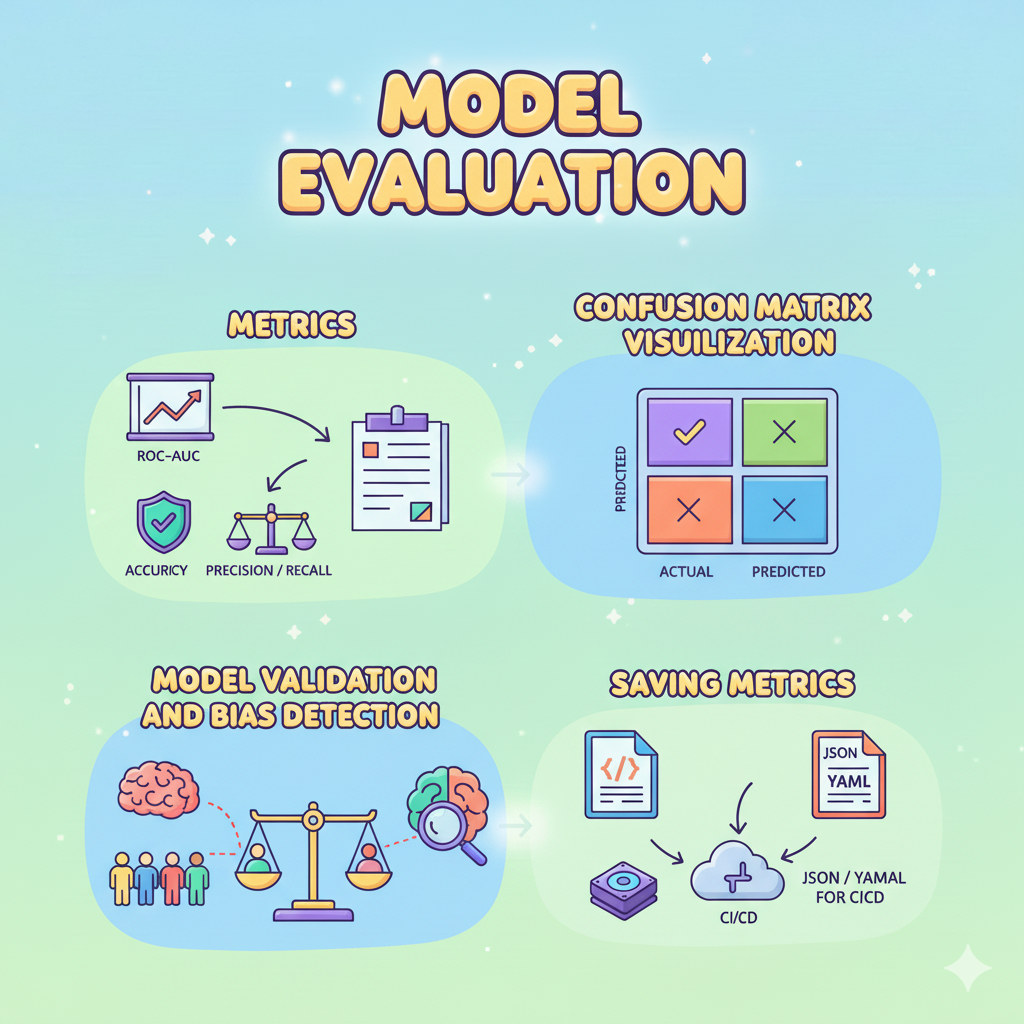 MODEL
EVALUATION
METRICS
ROC-AUC
ACCURICY
PRECISION / RECALL
CONFUSION MATRIX
VISUILIZATION
PREDCTEED
ACTUAL
PREDICTED
MODEL VALIDATION
AND BIAS DETECTION
SAVING METRICS
</>
JSON
YAML
JSON / YAMAL
FOR CICD
CI/CD